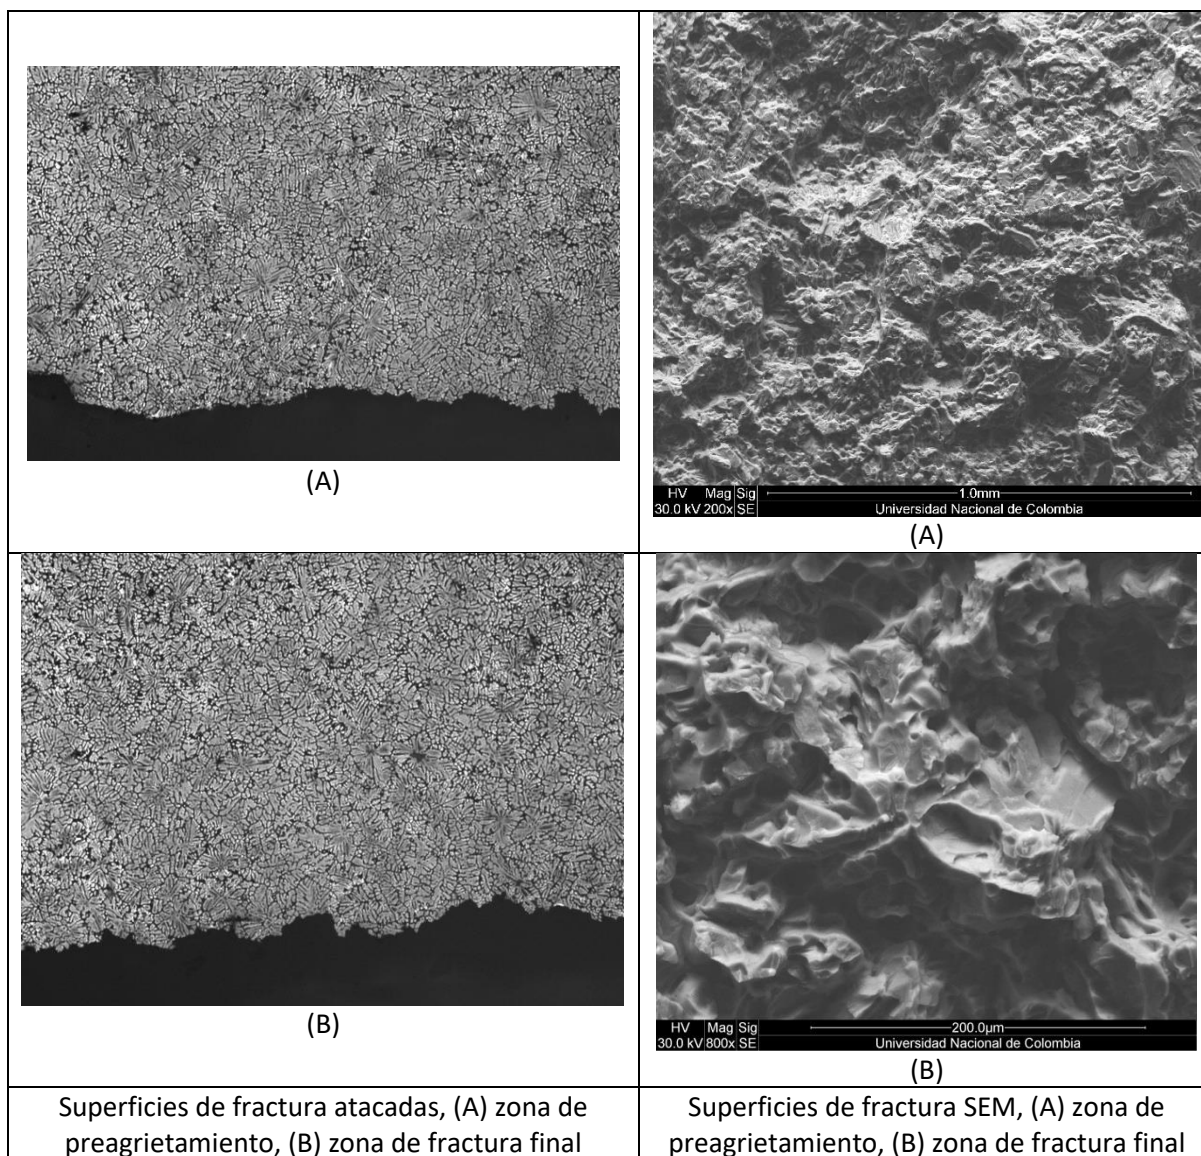 (A)
HV Mag Sig 1.0mm
30.0 kV 200x SE Universidad Nacional de Colombia
(A)
(B)
HV Mag Sig 200.0µm
30.0 kV 800x SE Universidad Nacional de Colombia
(B)
Superficies de fractura atacadas, (A) zona de
preagrietamiento, (B) zona de fractura final
Superficies de fractura SEM, (A) zona de
preagrietamiento, (B) zona de fractura final